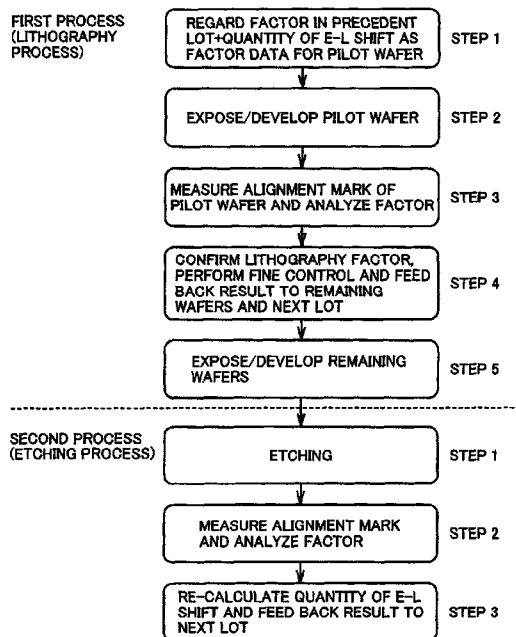 FIRST PROCESS
(LITHOGRAPHY
PROCESS)
REGARD FACTOR IN PRECEDENT
LOT+QUANTITY OF E-L SHIFT AS
FACTOR DATA FOR PILOT WAFER
STEP 1
EXPOSE/DEVELOP PILOT WAFER
STEP 2
MEASURE ALIGNMENT MARK OF
PILOT WAFER AND ANALYZE FACTOR
STEP 3
CONFIRM LITHOGRAPHY FACTOR,
PERFORM FINE CONTROL AND FEED
BACK RESULT TO REMAINING
WAFERS AND NEXT LOT
STEP 4
EXPOSE/DEVELOP REMAINING
WAFERS
STEP 5
SECOND PROCESS
(ETCHING PROCESS)
ETCHING
STEP 1
MEASURE ALIGNMENT MARK
AND ANALYZE FACTOR
STEP 2
RE-CALCULATE QUANTITY OF E-L
SHIFT AND FEED BACK RESULT TO
NEXT LOT
STEP 3